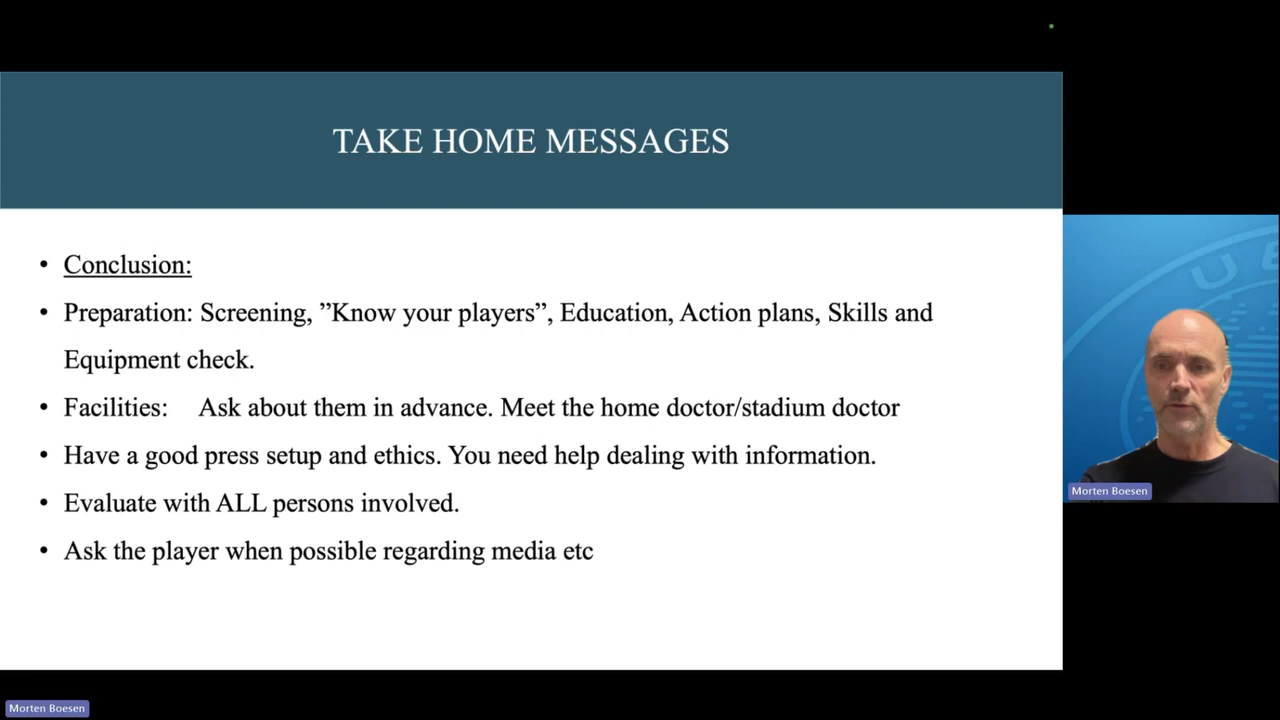 TAKE HOME MESSAGES
• Conclusion:
• Preparation: Screening, ”Know your players”, Education, Action plans, Skills and
Equipment check.
• Facilities: Ask about them in advance. Meet the home doctor/stadium doctor
• Have a good press setup and ethics. You need help dealing with information.
• Evaluate with ALL persons involved.
• Ask the player when possible regarding media etc
Morten Boesen
Morten Boesen